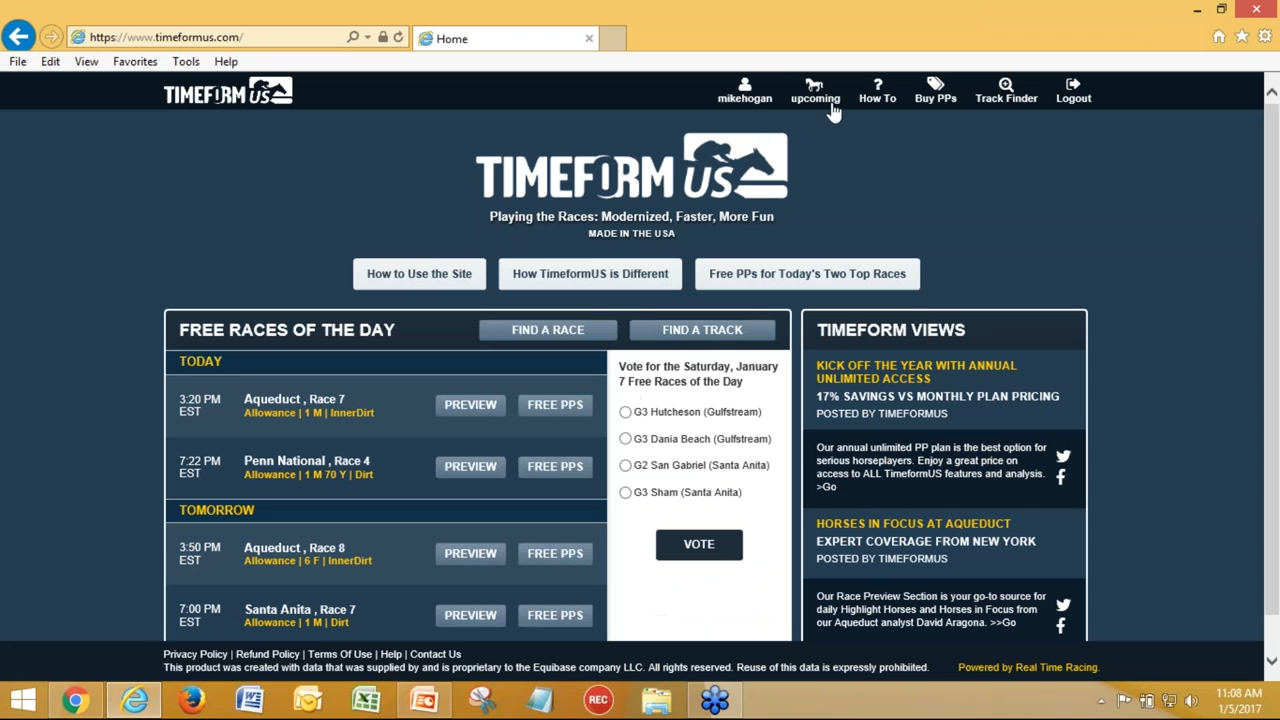 https://www.timeformus.com/
Home
File Edit View Favorites Tools Help
TIMEFORM US
mikehogan upcoming How To Buy PPs Track Finder Logout
TIMEFORM US
Playing the Races: Modernized, Faster, More Fun
MADE IN THE USA
How to Use the Site How TimeformUS is Different Free PPs for Today's Two Top Races
FREE RACES OF THE DAY FIND A RACE FIND A TRACK
TODAY
3:20 PM EST
Aqueduct , Race 7
Allowance | 1 M | InnerDirt
PREVIEW FREE PPS
7:22 PM EST
Penn National , Race 4
Allowance | 1 M 70 Y | Dirt
PREVIEW FREE PPS
TOMORROW
3:50 PM EST
Aqueduct , Race 8
Allowance | 6 F | InnerDirt
PREVIEW FREE PPS
7:00 PM EST
Santa Anita , Race 7
Allowance | 1 M | Dirt
PREVIEW FREE PPS
Vote for the Saturday, January
7 Free Races of the Day
G3 Hutcheson (Gulfstream)
G3 Dania Beach (Gulfstream)
G2 San Gabriel (Santa Anita)
G3 Sham (Santa Anita)
VOTE
TIMEFORM VIEWS
KICK OFF THE YEAR WITH ANNUAL
UNLIMITED ACCESS
17% SAVINGS VS MONTHLY PLAN PRICING
POSTED BY TIMEFORMUS
Our annual unlimited PP plan is the best option for
serious horseplayers. Enjoy a great price on
access to ALL TimeformUS features and analysis.
>Go
HORSES IN FOCUS AT AQUEDUCT
EXPERT COVERAGE FROM NEW YORK
POSTED BY TIMEFORMUS
Our Race Preview Section is your go-to source for
daily Highlight Horses and Horses in Focus from
our Aqueduct analyst David Aragona. >>Go
Privacy Policy | Refund Policy | Terms Of Use | Help | Contact Us
This product was created with data that was supplied by and is proprietary to the Equibase company LLC. All rights reserved. Reuse of this data is expressly prohibiited.
Powered by Real Time Racing.
REC
11:08 AM
1/5/2017